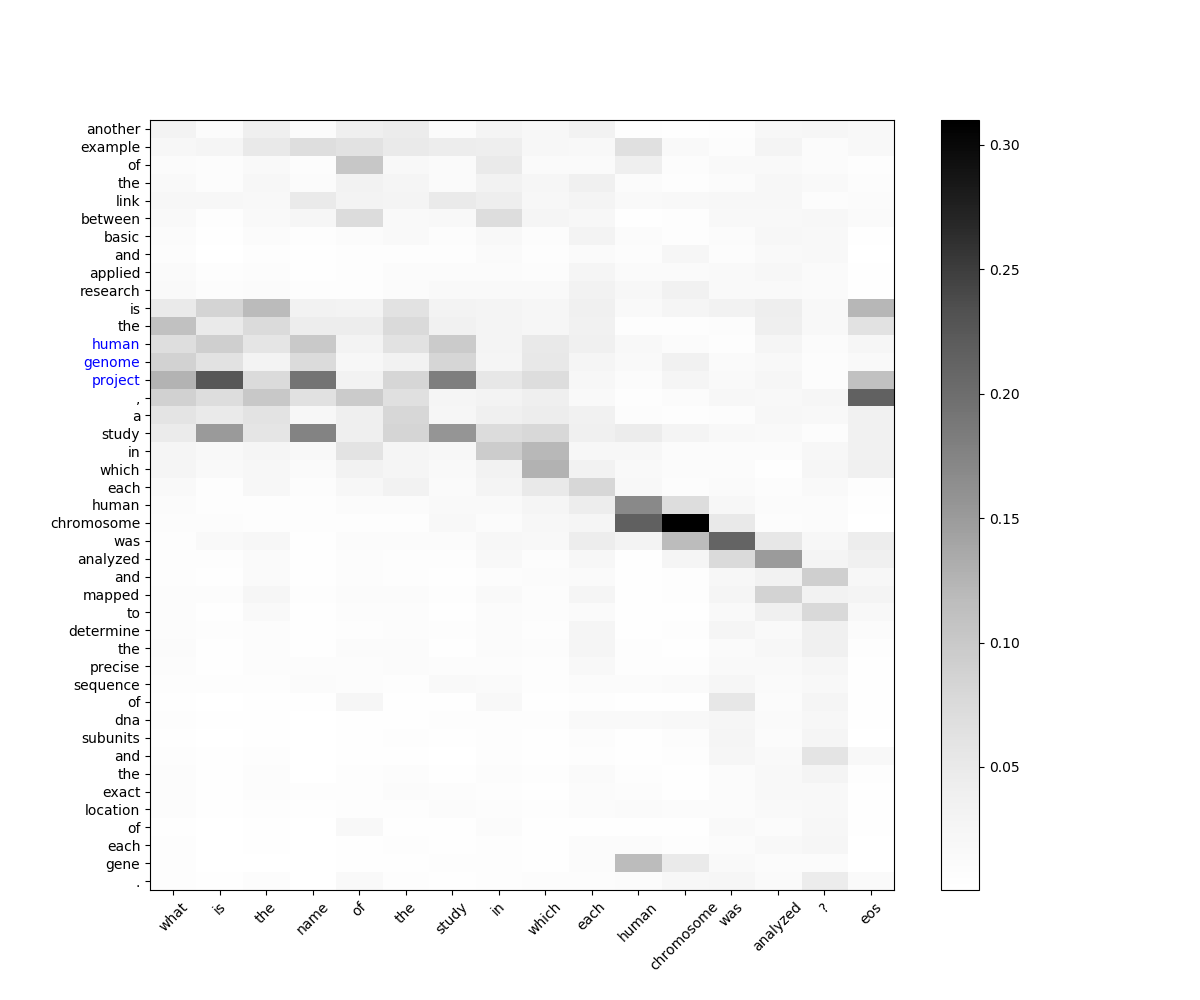 another
example
of
the
link
between
basic
and
applied
research
is
the
human
genome
project
,
a
study
in
which
each
human
chromosome
was
analyzed
and
mapped
to
determine
the
precise
sequence
of
dna
subunits
and
the
exact
location
of
each
gene
.
what is the name of the study in which each human chromosome was analyzed ? eos
0.30
0.25
0.20
0.15
0.10
0.05